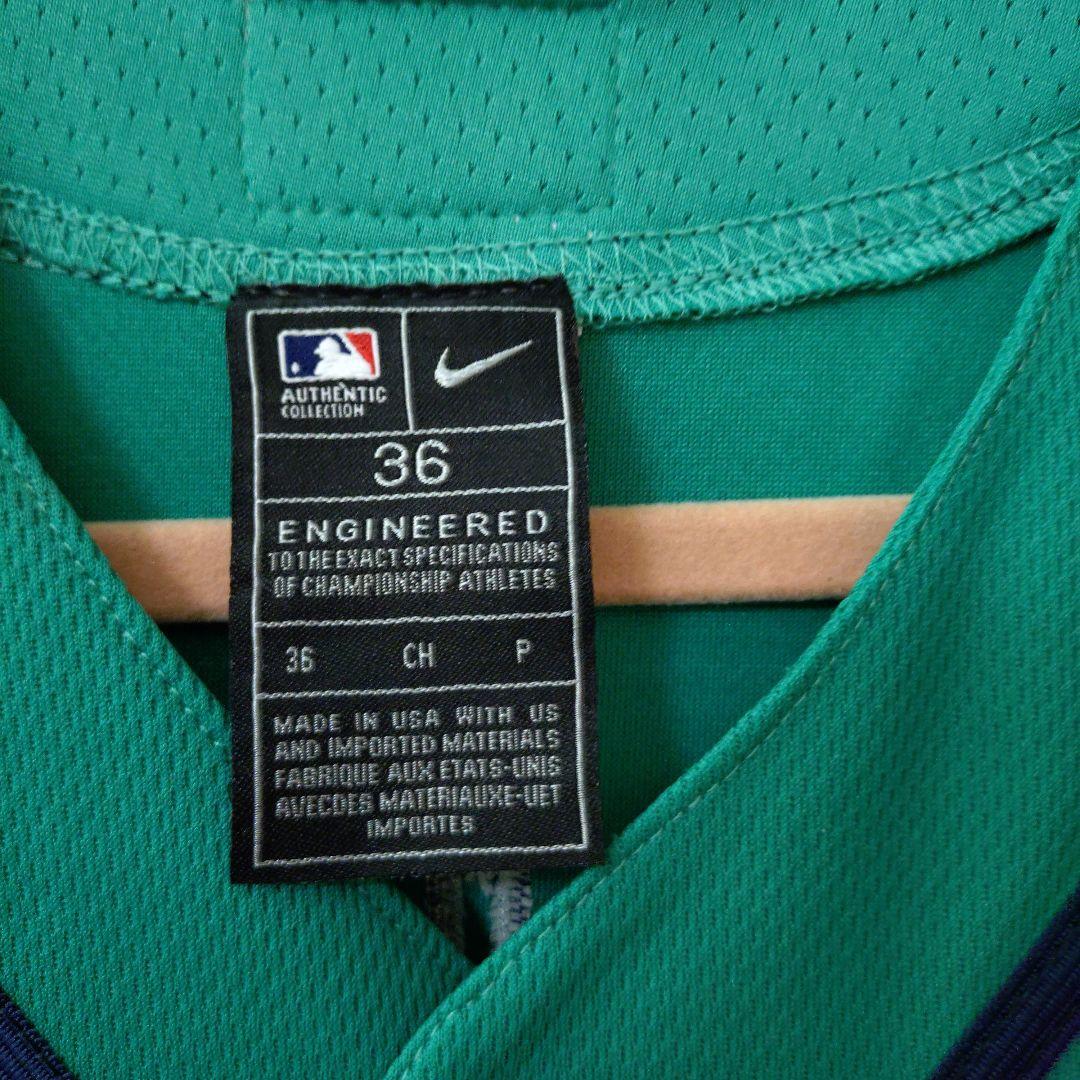 AUTHENTIC
COLLECTION
36
ENGINEERED
TO THE EXACT SPECIFICATIONS
OF CHAMPIONSHIP ATHLETES
36 CH P
MADE IN USA WITH US
AND IMPORTED MATERIALS
FABRIQUE AUX ETATS-UNIS
AVECDES MATERIAUXE-UET
IMPORTES